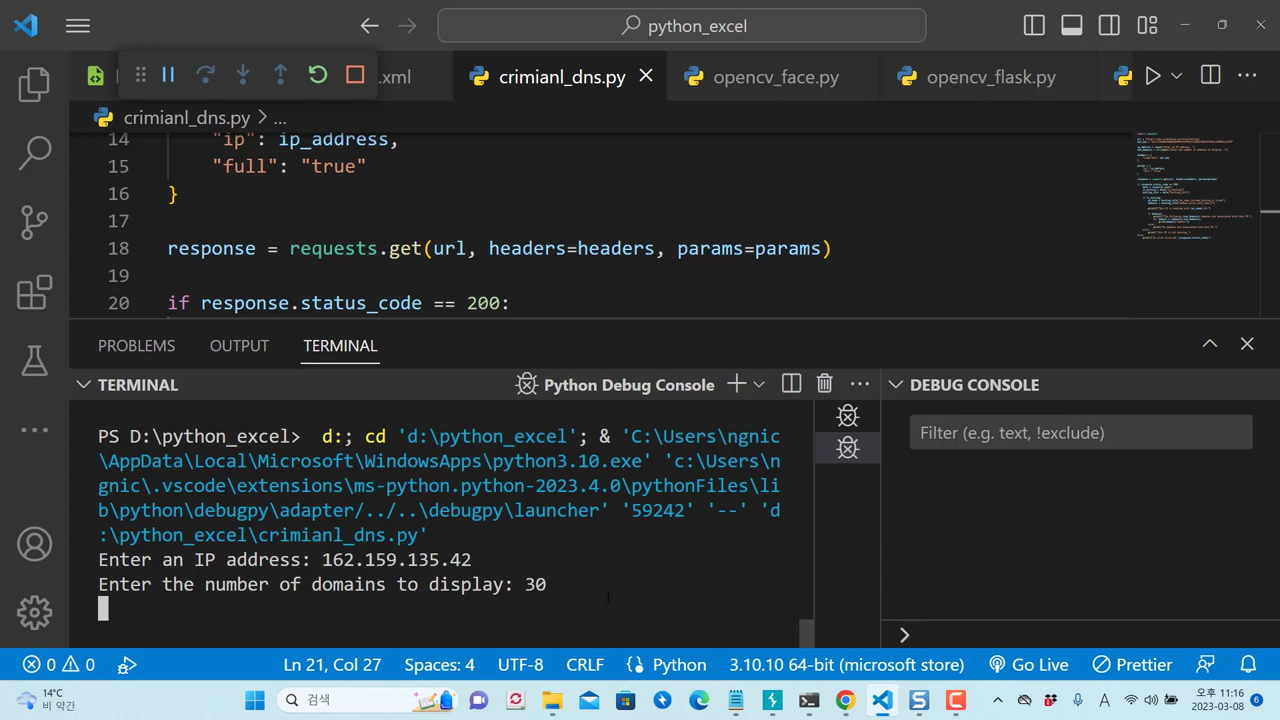 python_excel
.xml
crimianl_dns.py
opencv_face.py
opencv_flask.py
crimianl_dns.py > ...
14 "ip": ip_address,
15 "full": "true"
16 }
17
18 response = requests.get(url, headers=headers, params=params)
19
20 if response.status_code == 200:
PROBLEMS OUTPUT TERMINAL
TERMINAL
Python Debug Console
DEBUG CONSOLE
Filter (e.g. text, !exclude)
PS D:\python_excel> d:; cd 'd:\python_excel'; & 'C:\Users\ngnic
\AppData\Local\Microsoft\WindowsApps\python3.10.exe' 'c:\Users\n
gnic\.vscode\extensions\ms-python.python-2023.4.0\pythonFiles\li
b\python\debugpy\adapter/../..\debugpy\launcher' '59242' '--' 'd
:\python_excel\crimianl_dns.py'
Enter an IP address: 162.159.135.42
Enter the number of domains to display: 30
0 0 Ln 21, Col 27 Spaces: 4 UTF-8 CRLF Python 3.10.10 64-bit (microsoft store) Go Live Prettier
14°C
비 약간
검색
A
오후 11:16
2023-03-08
6